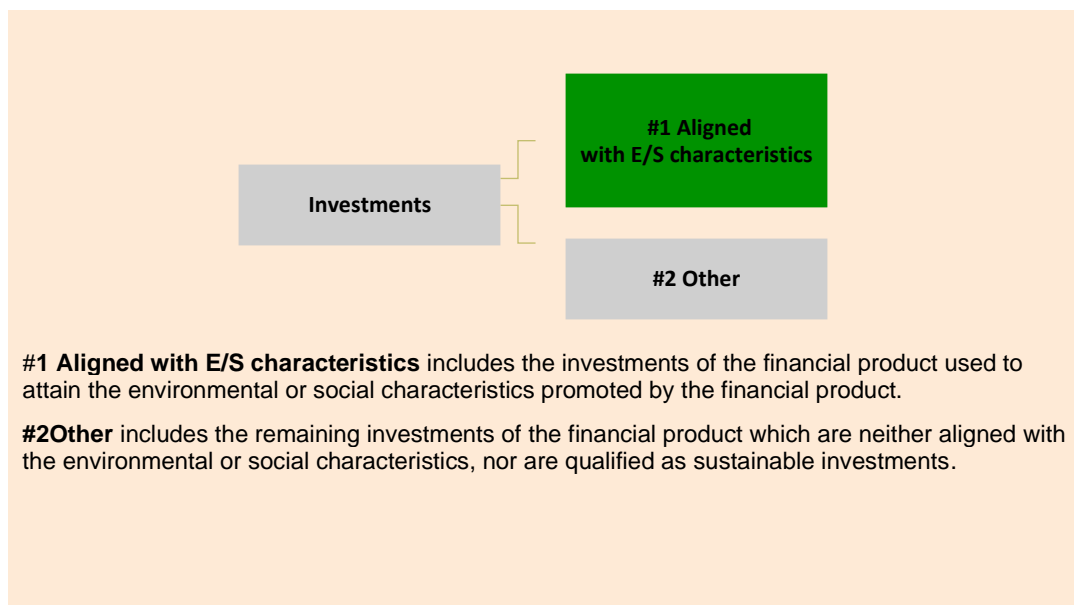 #1 Aligned
with E/S characteristics
Investments
#2 Other
#1 Aligned with E/S characteristics includes the investments of the financial product used to
attain the environmental or social characteristics promoted by the financial product.
#2Other includes the remaining investments of the financial product which are neither aligned with
the environmental or social characteristics, nor are qualified as sustainable investments.